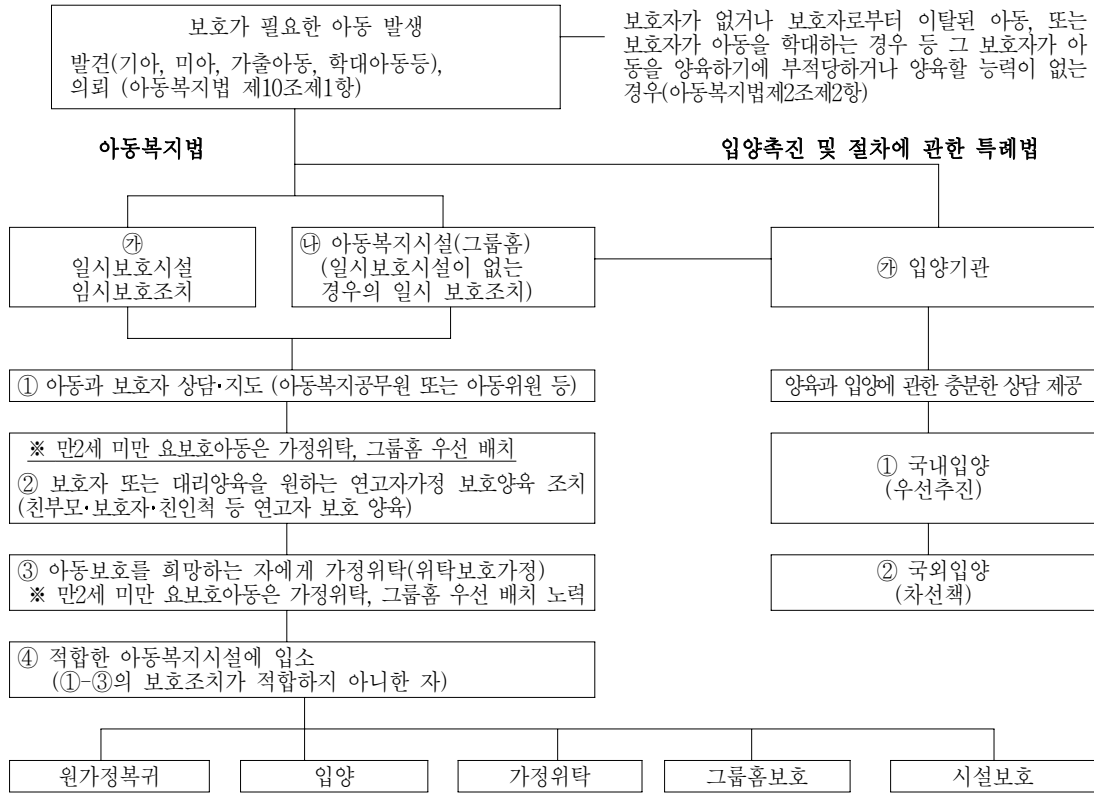 보호가 필요한 아동 발생
발견(기아, 미아, 가출아동, 학대아동등),
의뢰 (아동복지법 제10조제1항)
보호자가 없거나 보호자로부터 이탈된 아동, 또는
보호자가 아동을 학대하는 경우 등 그 보호자가 아
동을 양육하기에 부적당하거나 양육할 능력이 없는
경우(아동복지법제2조제2항)
아동복지법
입양촉진 및 절차에 관한 특례법
㉮
일시보호시설
임시보호조치
㉯ 아동복지시설(그룹홈)
(일시보호시설이 없는
경우의 일시 보호조치)
㉮ 입양기관
① 아동과 보호자 상담·지도 (아동복지공무원 또는 아동위원 등)
양육과 입양에 관한 충분한 상담 제공
※ 만2세 미만 요보호아동은 가정위탁, 그룹홈 우선 배치
② 보호자 또는 대리양육을 원하는 연고자가정 보호양육 조치
(친부모·보호자·친인척 등 연고자 보호 양육)
① 국내입양
(우선추진)
③ 아동보호를 희망하는 자에게 가정위탁(위탁보호가정)
※ 만2세 미만 요보호아동은 가정위탁, 그룹홈 우선 배치 노력
② 국외입양
(차선책)
④ 적합한 아동복지시설에 입소
(①-③의 보호조치가 적합하지 아니한 자)
원가정복귀
입양
가정위탁
그룹홈보호
시설보호